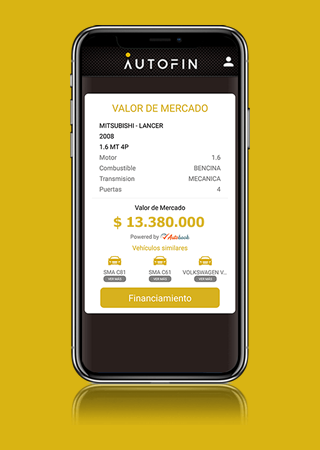 AUTOFIN
VALOR DE MERCADO
MITSUBISHI - LANCER
2008
1.6 MT 4P
Motor 1.6
Combustible BENCINA
Transmision MECANICA
Puertas 4
Valor de Mercado
$ 13.380.000
Powered by Autobook
Vehículos similares
SMA C81 SMA C61 VOLKSWAGEN V...
VER MÁS VER MÁS VER MÁS
Financiamiento